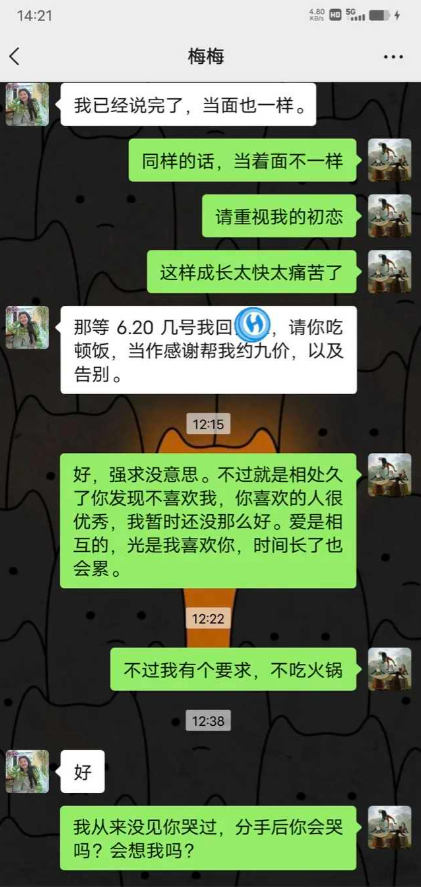 14:21
4.80 KB/s HD 5G
梅梅
我已经说完了，当面也一样。
同样的话，当着面不一样
请重视我的初恋
这样成长太快太痛苦了
那等 6.20 几号我回，请你吃
顿饭，当作感谢帮我约九价，以及
告别。
12:15
好，强求没意思。不过就是相处久
了你发现不喜欢我，你喜欢的人很
优秀，我暂时还没那么好。爱是相
互的，光是我喜欢你，时间长了也
会累。
12:22
不过我有个要求，不吃火锅
12:38
好
我从来没见你哭过，分手后你会哭
吗？会想我吗？